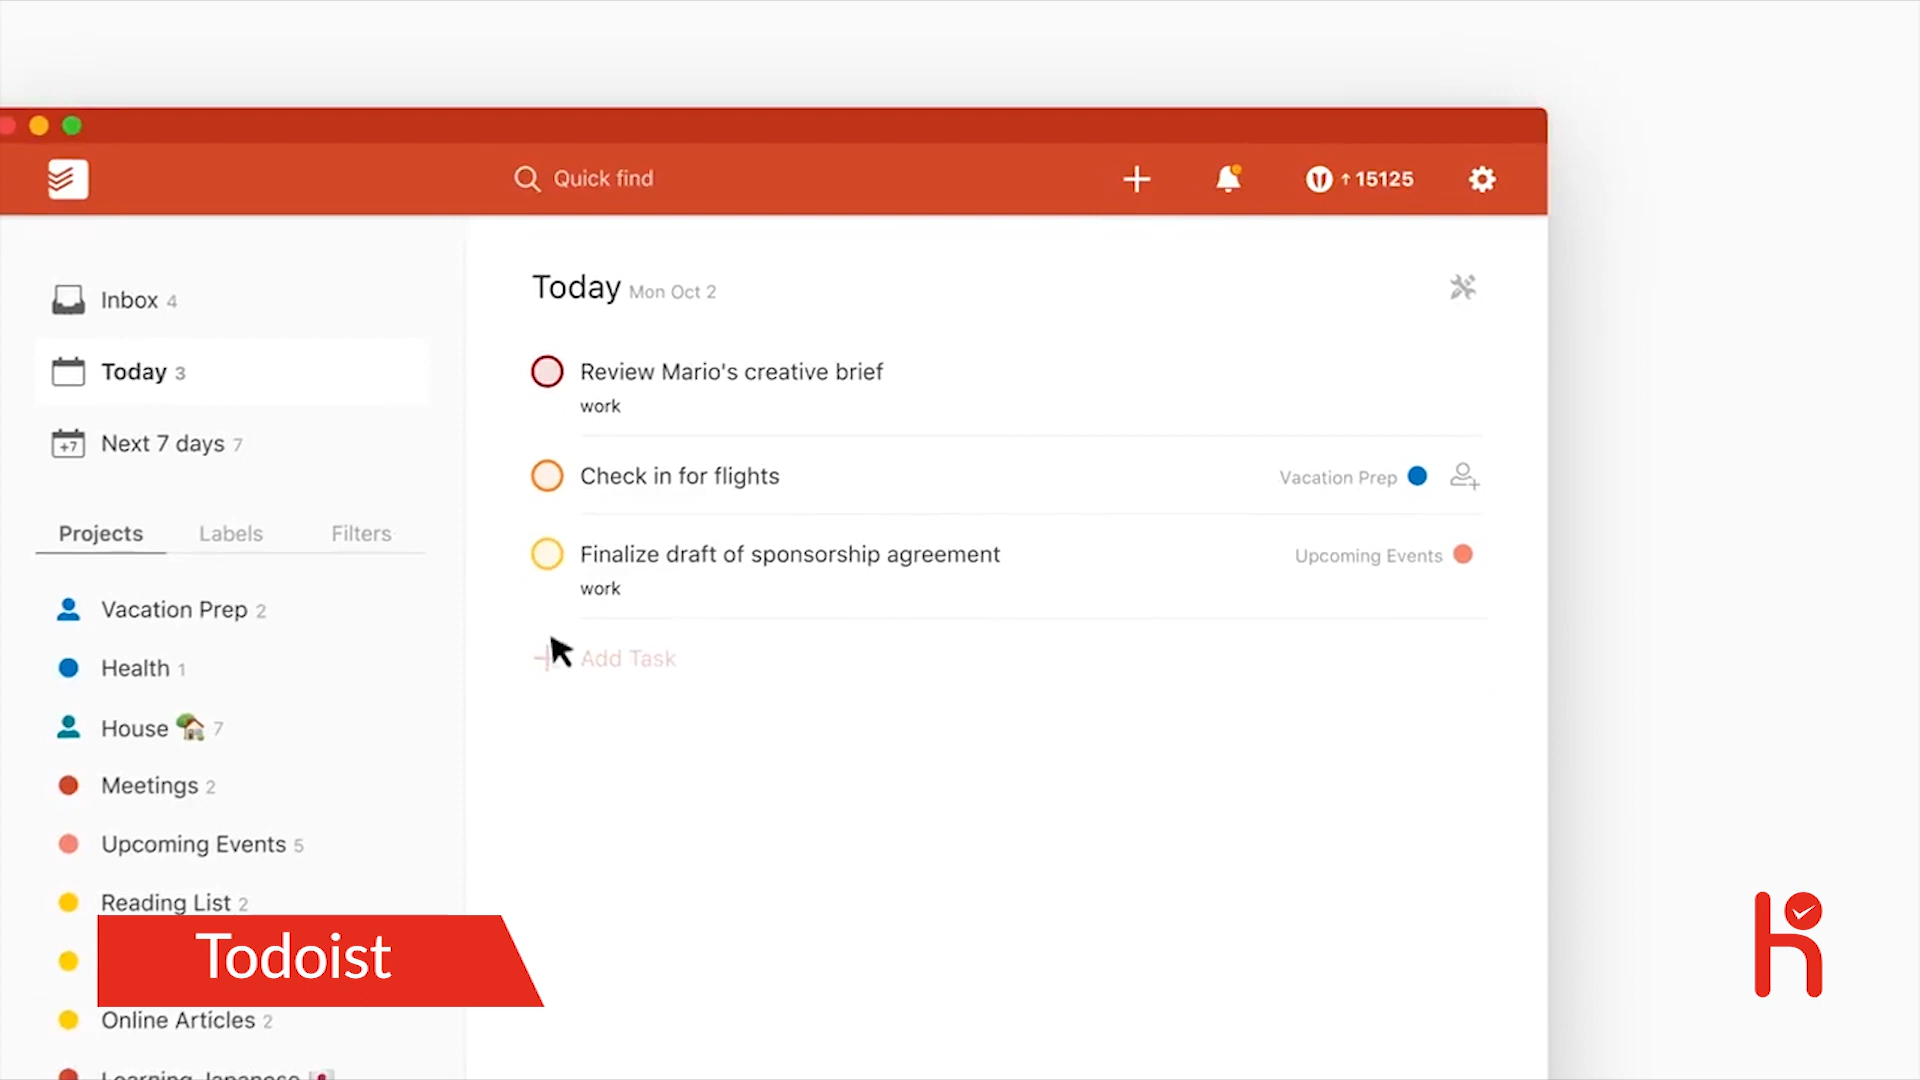 Quick find
↑15125
Inbox 4
Today 3
+7 Next 7 days 7
Projects Labels Filters
Vacation Prep 2
Health 1
House 7
Meetings 2
Upcoming Events 5
Reading List 2
Todoist
Online Articles 2
Learning Japanese
Today Mon Oct 2
Review Mario's creative brief
work
Check in for flights
Vacation Prep
Finalize draft of sponsorship agreement
Upcoming Events
work
Add Task
h